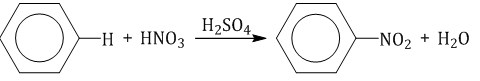 H + HNO₃ H₂SO₄ NO₂ + H₂O